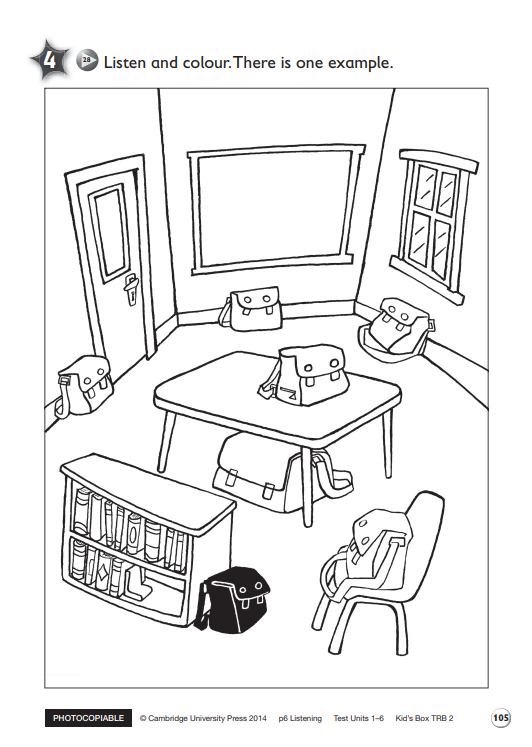 4 28 Listen and colour. There is one example.
PHOTOCOPIABLE © Cambridge University Press 2014 p6 Listening Test Units 1–6 Kid's Box TRB 2 105